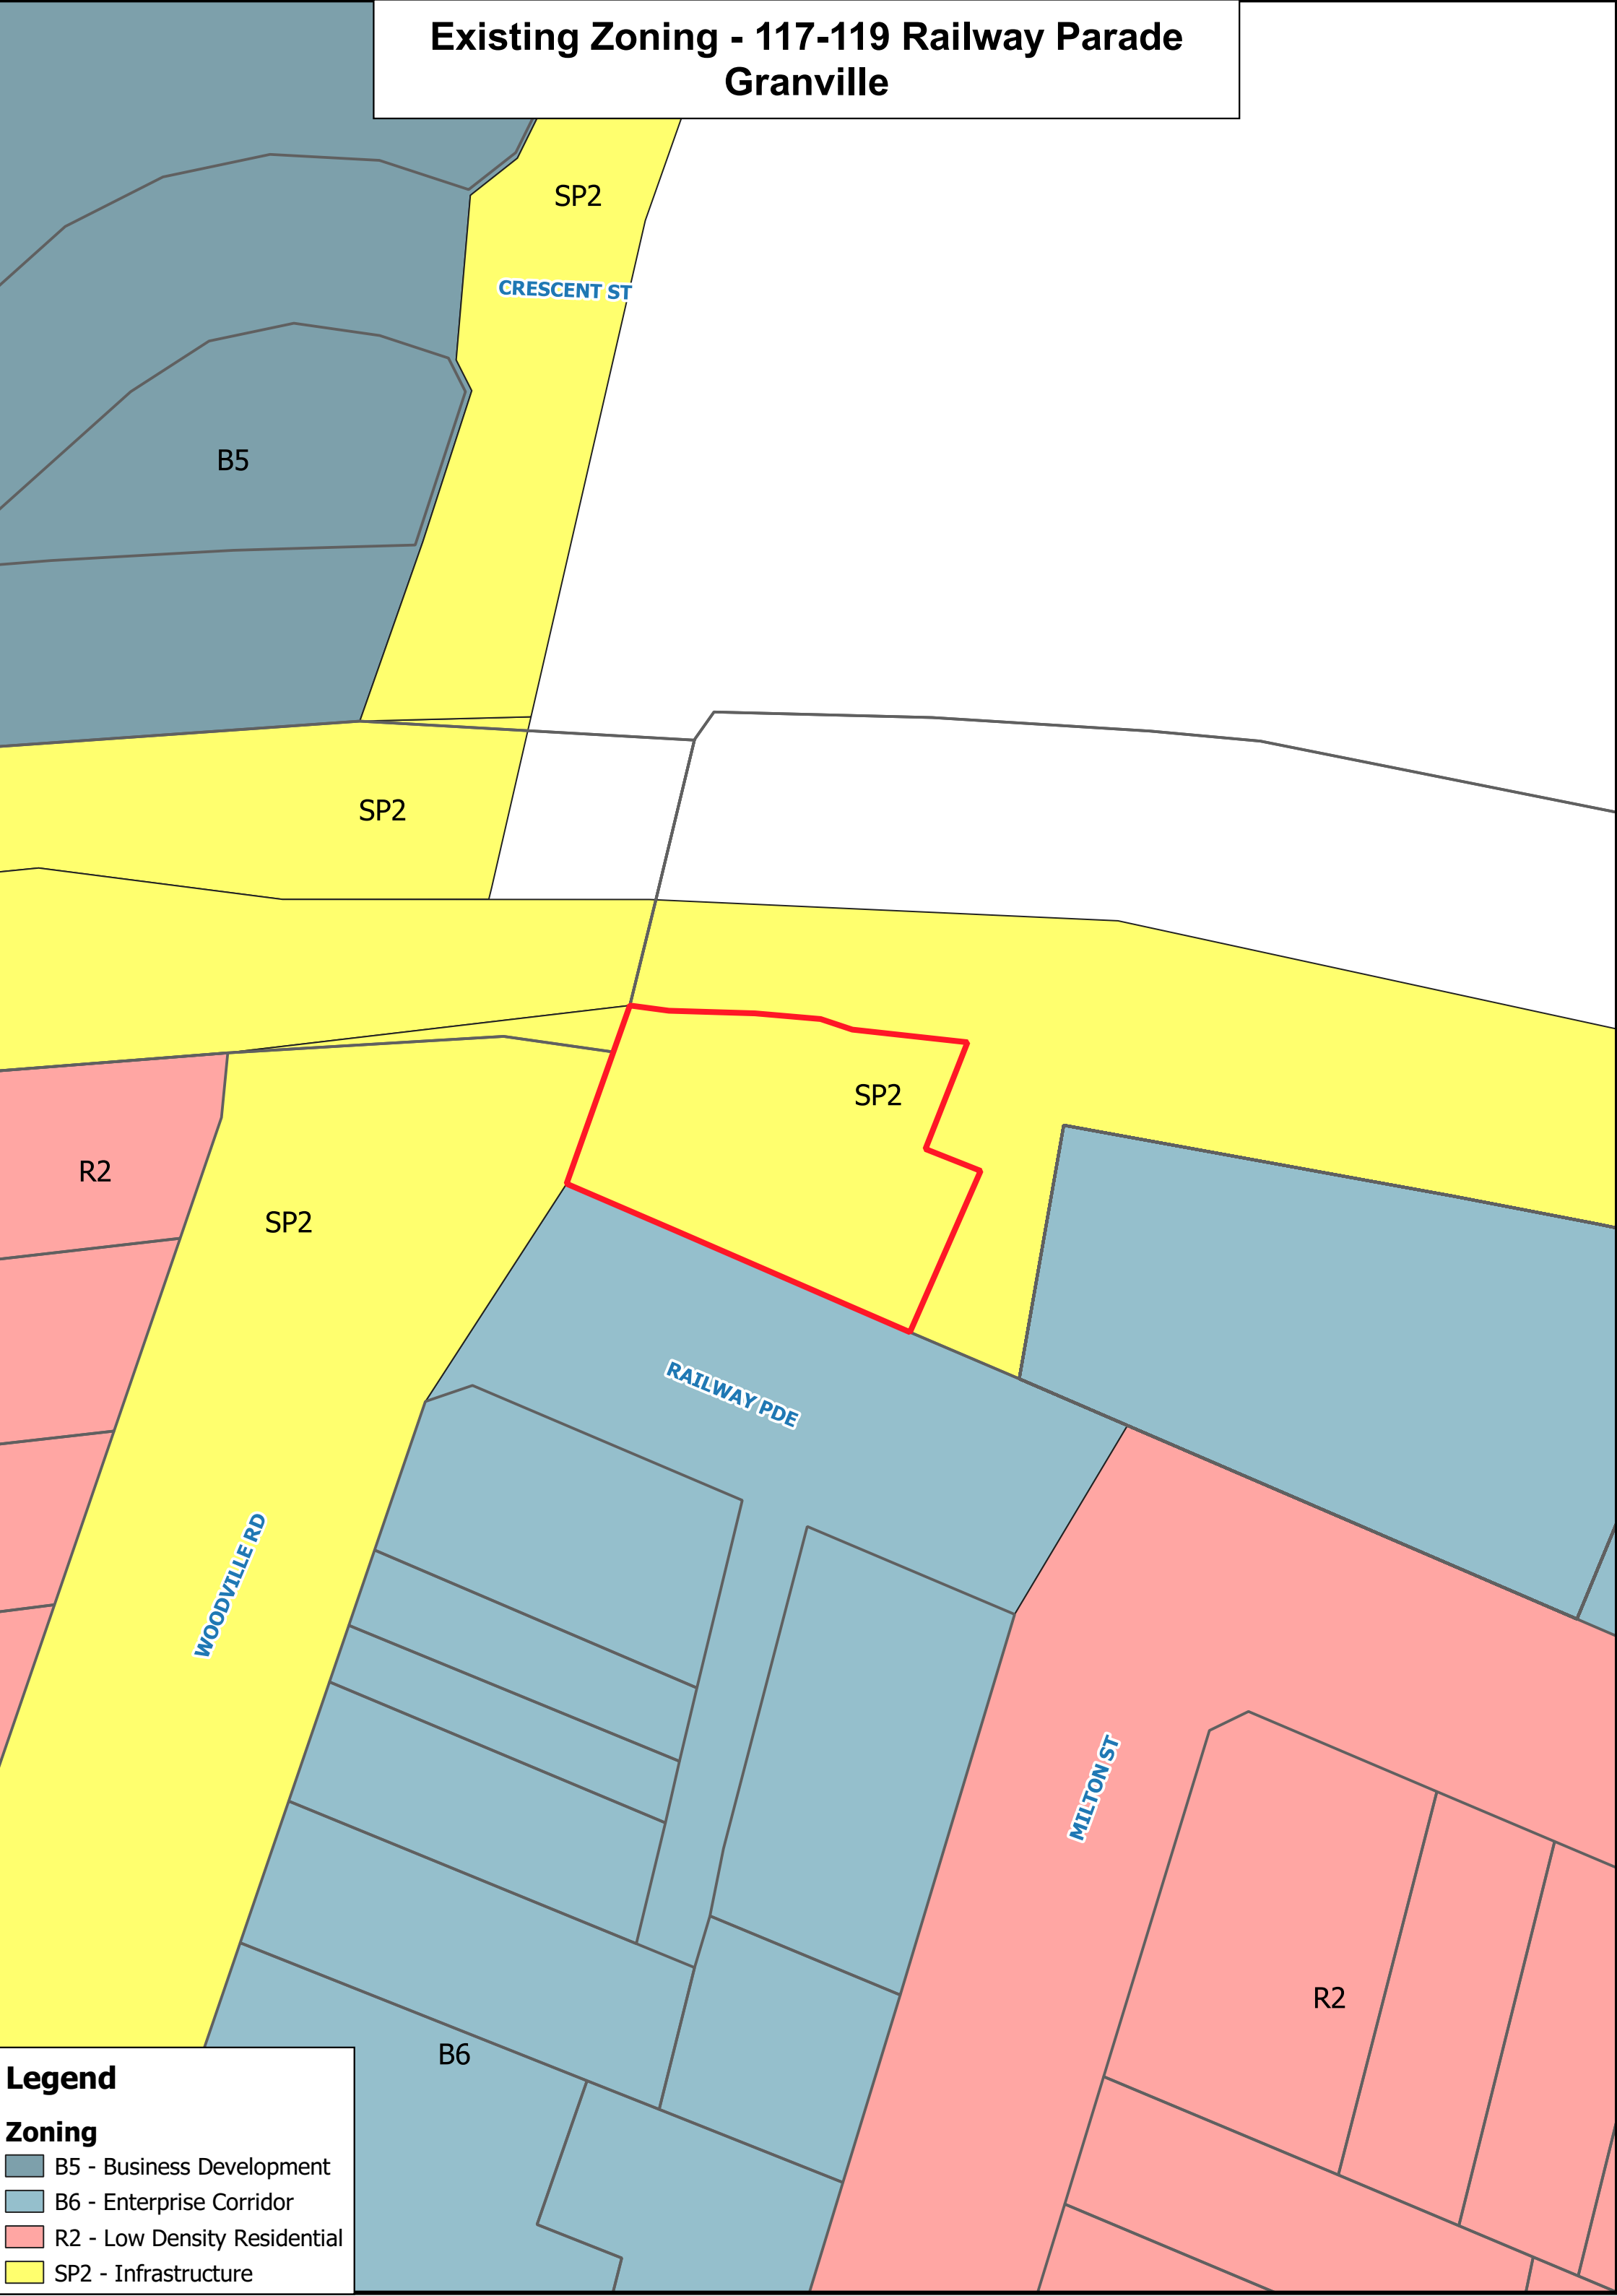 Existing Zoning - 117-119 Railway Parade
Granville
SP2
CRESCENT ST
B5
SP2
SP2
R2
SP2
RAILWAY PDE
WOODVILLE RD
MILTON ST
R2
B6
Legend
Zoning
B5 - Business Development
B6 - Enterprise Corridor
R2 - Low Density Residential
SP2 - Infrastructure